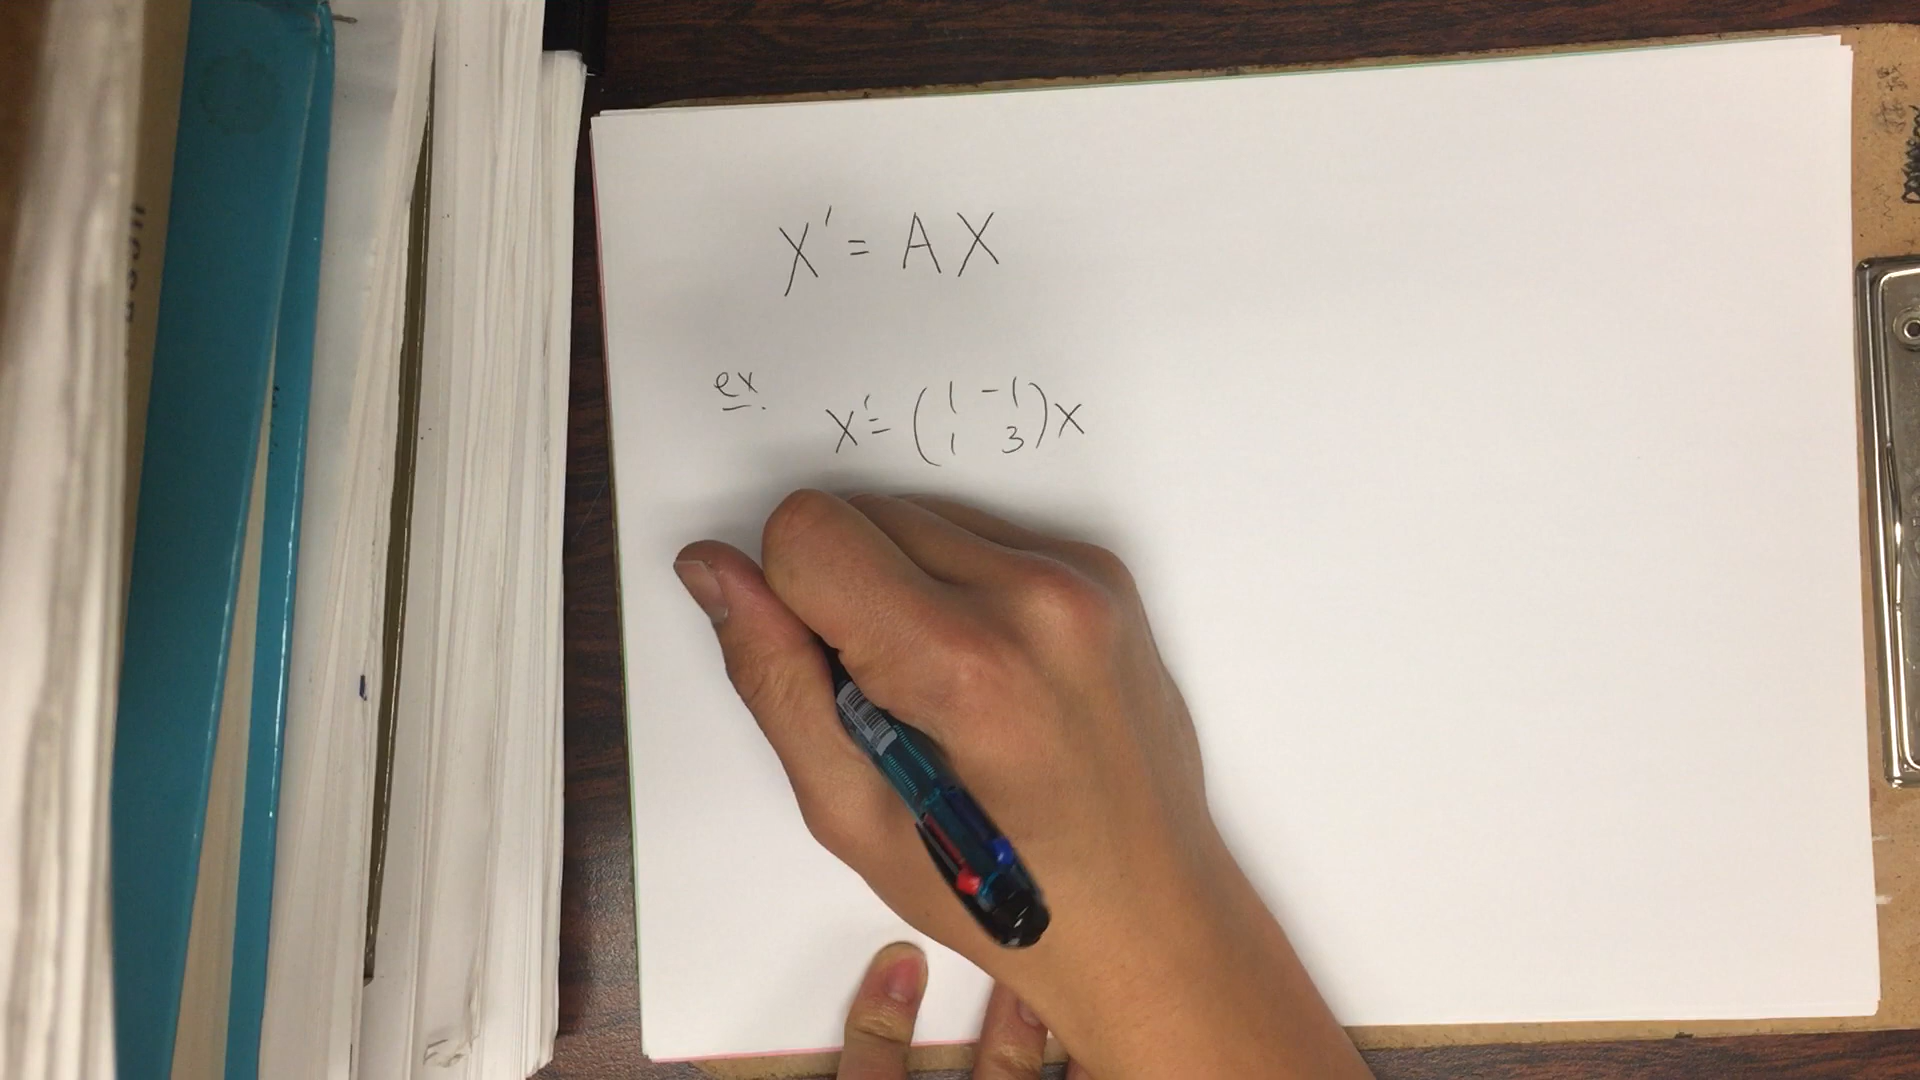 X' = AX
ex. X' = (1 -1
1 3)X